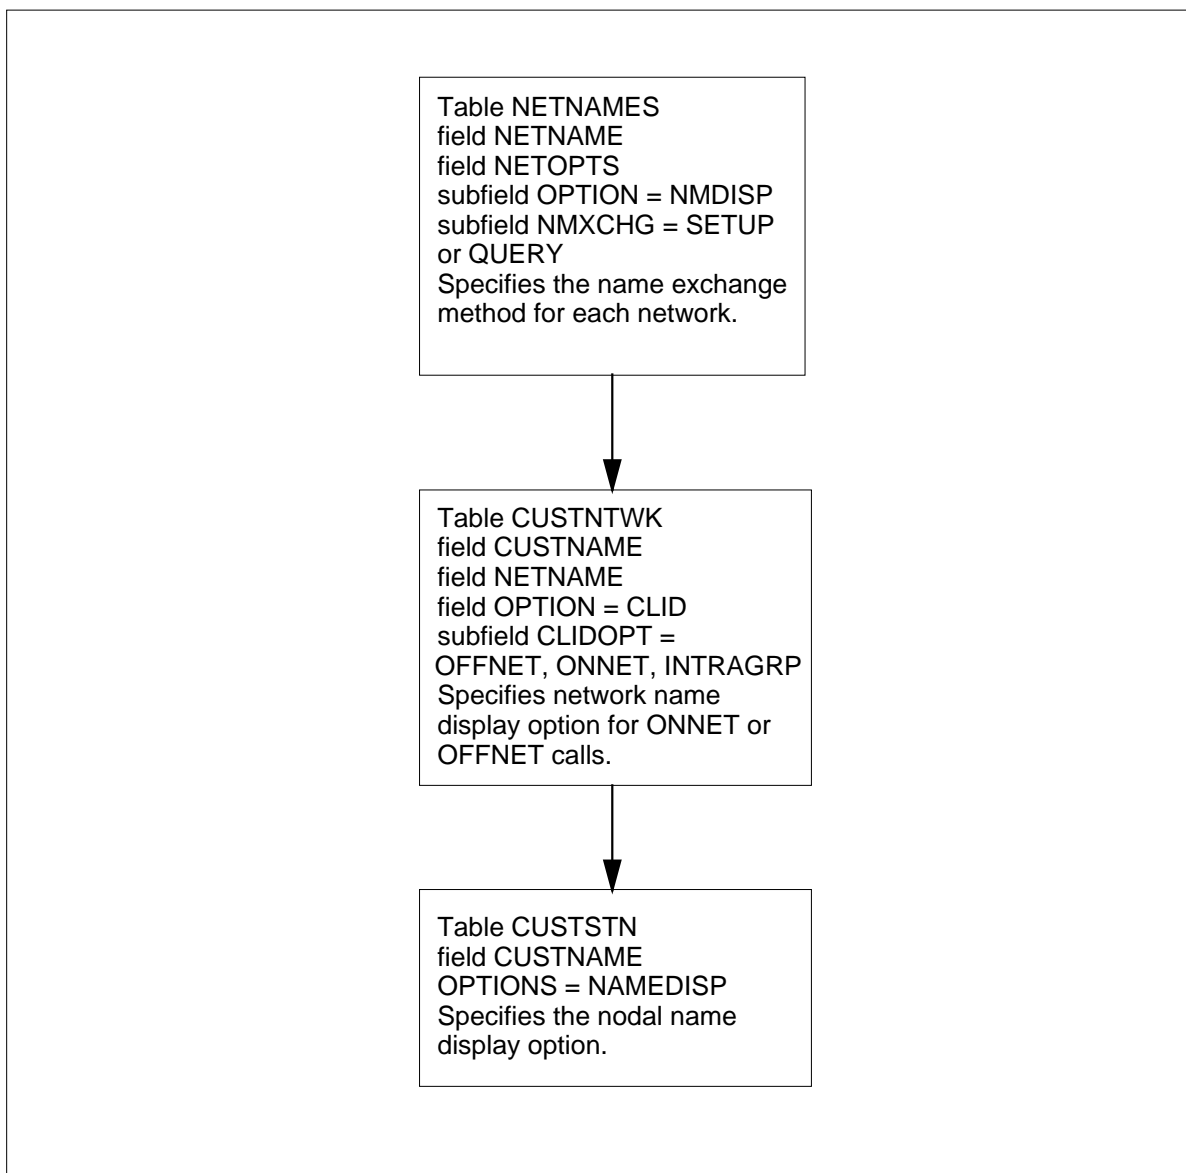 Table NETNAMES
field NETNAME
field NETOPTS
subfield OPTION = NMDISP
subfield NMXCHG = SETUP
or QUERY
Specifies the name exchange
method for each network.
Table CUSTNTWK
field CUSTNAME
field NETNAME
field OPTION = CLID
subfield CLIDOPT =
OFFNET, ONNET, INTRAGRP
Specifies network name
display option for ONNET or
OFFNET calls.
Table CUSTSTN
field CUSTNAME
OPTIONS = NAMEDISP
Specifies the nodal name
display option.